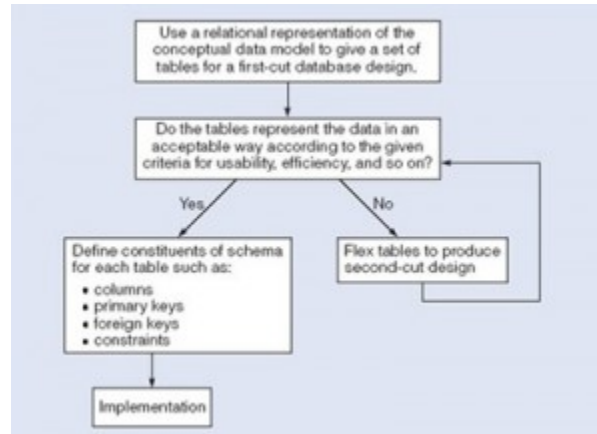 Use a relational representation of the
conceptual data model to give a set of
tables for a first-cut database design.
Do the tables represent the data in an
acceptable way according to the given
criteria for usability, efficiency, and so on?
Yes
No
Define constituents of schema
for each table such as:
• columns
• primary keys
• foreign keys
• constraints
Flex tables to produce
second-cut design
Implementation